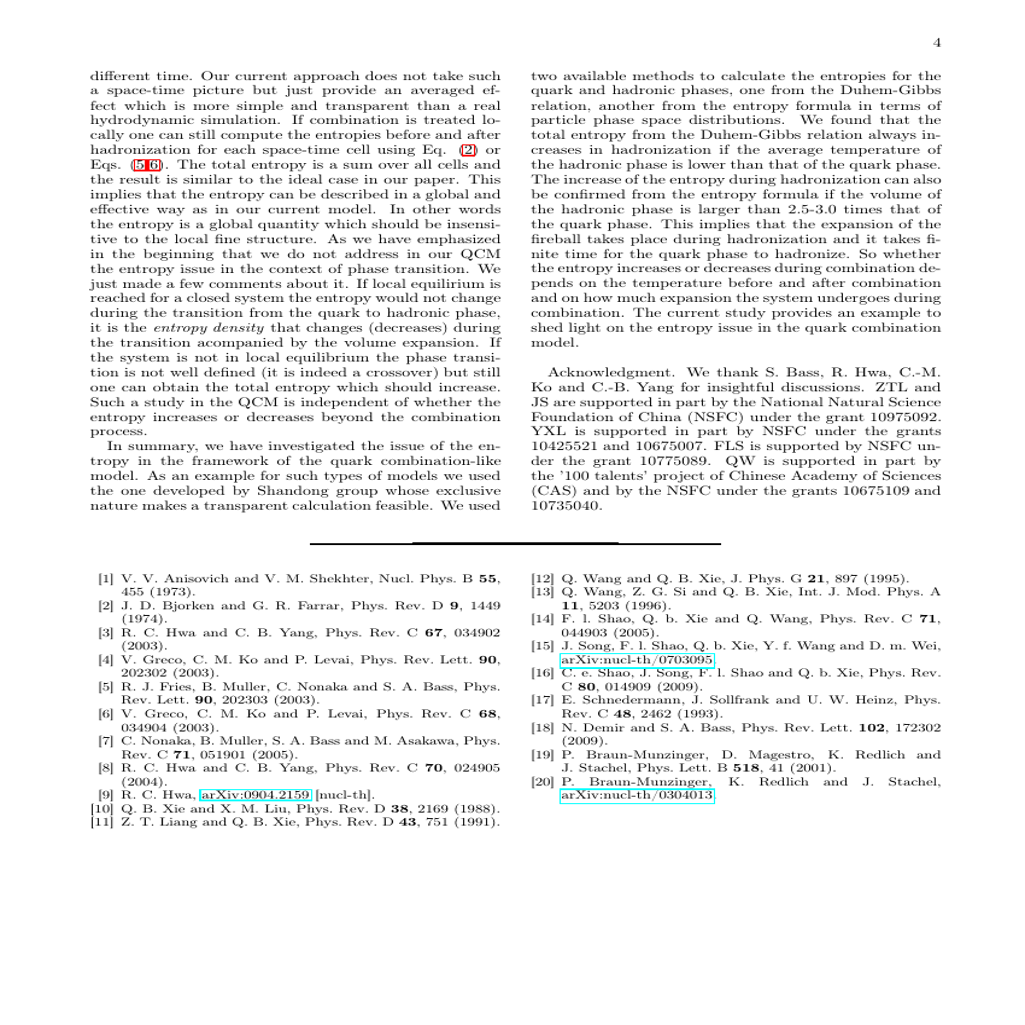 4
different time. Our current approach does not take such
a space-time picture but just provide an averaged ef-
fect which is more simple and transparent than a real
hydrodynamic simulation. If combination is treated lo-
cally one can still compute the entropies before and after
hadronization for each space-time cell using Eq. (2) or
Eqs. (5,6). The total entropy is a sum over all cells and
the result is similar to the ideal case in our paper. This
implies that the entropy can be described in a global and
effective way as in our current model. In other words
the entropy is a global quantity which should be insensi-
tive to the local fine structure. As we have emphasized
in the beginning that we do not address in our QCM
the entropy issue in the context of phase transition. We
just made a few comments about it. If local equilirium is
reached for a closed system the entropy would not change
during the transition from the quark to hadronic phase,
it is the entropy density that changes (decreases) during
the transition acompanied by the volume expansion. If
the system is not in local equilibrium the phase transi-
tion is not well defined (it is indeed a crossover) but still
one can obtain the total entropy which should increase.
Such a study in the QCM is independent of whether the
entropy increases or decreases beyond the combination
process.
In summary, we have investigated the issue of the en-
tropy in the framework of the quark combination-like
model. As an example for such types of models we used
the one developed by Shandong group whose exclusive
nature makes a transparent calculation feasible. We used
two available methods to calculate the entropies for the
quark and hadronic phases, one from the Duhem-Gibbs
relation, another from the entropy formula in terms of
particle phase space distributions. We found that the
total entropy from the Duhem-Gibbs relation always in-
creases in hadronization if the average temperature of
the hadronic phase is lower than that of the quark phase.
The increase of the entropy during hadronization can also
be confirmed from the entropy formula if the volume of
the hadronic phase is larger than 2.5-3.0 times that of
the quark phase. This implies that the expansion of the
fireball takes place during hadronization and it takes fi-
nite time for the quark phase to hadronize. So whether
the entropy increases or decreases during combination de-
pends on the temperature before and after combination
and on how much expansion the system undergoes during
combination. The current study provides an example to
shed light on the entropy issue in the quark combination
model.
Acknowledgment. We thank S. Bass, R. Hwa, C.-M.
Ko and C.-B. Yang for insightful discussions. ZTL and
JS are supported in part by the National Natural Science
Foundation of China (NSFC) under the grant 10975092.
YXL is supported in part by NSFC under the grants
10425521 and 10675007. FLS is supported by NSFC un-
der the grant 10775089. QW is supported in part by
the '100 talents' project of Chinese Academy of Sciences
(CAS) and by the NSFC under the grants 10675109 and
10735040.
[1] V. V. Anisovich and V. M. Shekhter, Nucl. Phys. B 55,
455 (1973).
[2] J. D. Bjorken and G. R. Farrar, Phys. Rev. D 9, 1449
(1974).
[3] R. C. Hwa and C. B. Yang, Phys. Rev. C 67, 034902
(2003).
[4] V. Greco, C. M. Ko and P. Levai, Phys. Rev. Lett. 90,
202302 (2003).
[5] R. J. Fries, B. Muller, C. Nonaka and S. A. Bass, Phys.
Rev. Lett. 90, 202303 (2003).
[6] V. Greco, C. M. Ko and P. Levai, Phys. Rev. C 68,
034904 (2003).
[7] C. Nonaka, B. Muller, S. A. Bass and M. Asakawa, Phys.
Rev. C 71, 051901 (2005).
[8] R. C. Hwa and C. B. Yang, Phys. Rev. C 70, 024905
(2004).
[9] R. C. Hwa, arXiv:0904.2159 [nucl-th].
[10] Q. B. Xie and X. M. Liu, Phys. Rev. D 38, 2169 (1988).
[11] Z. T. Liang and Q. B. Xie, Phys. Rev. D 43, 751 (1991).
[12] Q. Wang and Q. B. Xie, J. Phys. G 21, 897 (1995).
[13] Q. Wang, Z. G. Si and Q. B. Xie, Int. J. Mod. Phys. A
11, 5203 (1996).
[14] F. l. Shao, Q. b. Xie and Q. Wang, Phys. Rev. C 71,
044903 (2005).
[15] J. Song, F. l. Shao, Q. b. Xie, Y. f. Wang and D. m. Wei,
arXiv:nucl-th/0703095.
[16] C. e. Shao, J. Song, F. l. Shao and Q. b. Xie, Phys. Rev.
C 80, 014909 (2009).
[17] E. Schnedermann, J. Sollfrank and U. W. Heinz, Phys.
Rev. C 48, 2462 (1993).
[18] N. Demir and S. A. Bass, Phys. Rev. Lett. 102, 172302
(2009).
[19] P. Braun-Munzinger, D. Magestro, K. Redlich and
J. Stachel, Phys. Lett. B 518, 41 (2001).
[20] P. Braun-Munzinger, K. Redlich and J. Stachel,
arXiv:nucl-th/0304013.